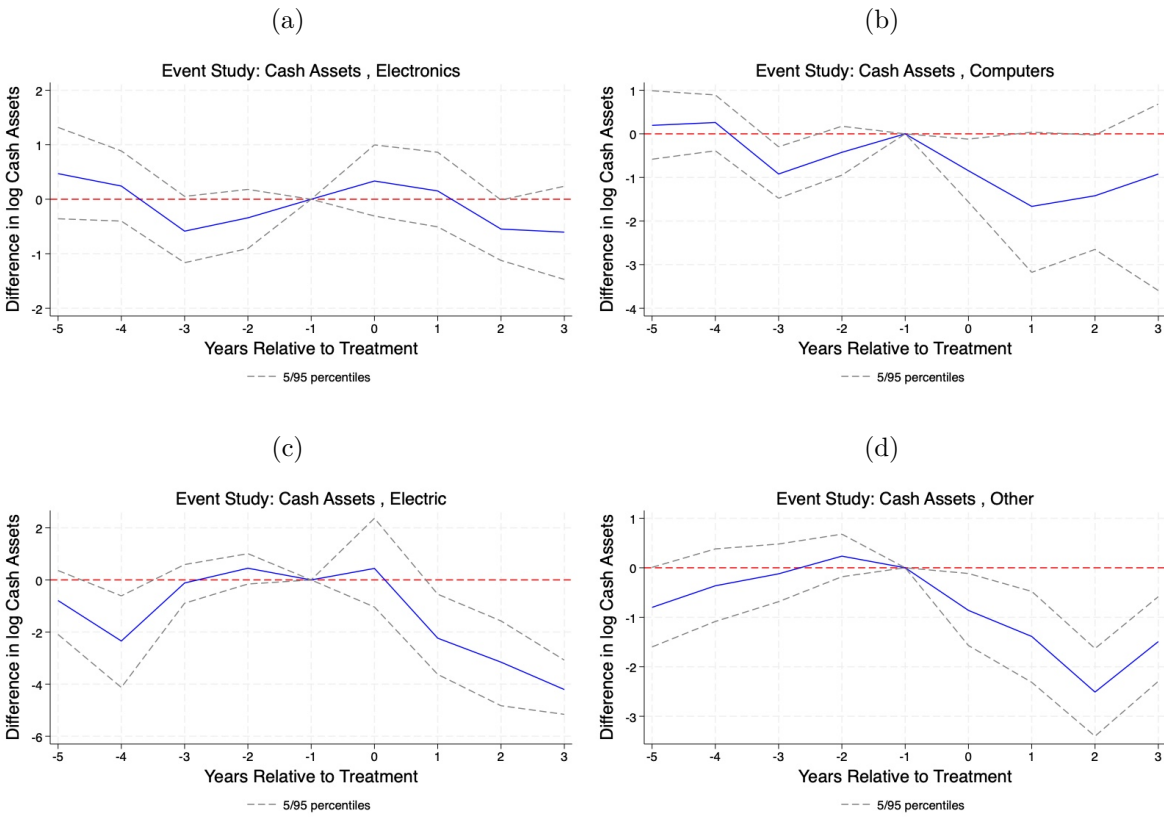 (a)
Event Study: Cash Assets , Electronics
Difference in log Cash Assets
2
1
0
-1
-2
-5 -4 -3 -2 -1 0 1 2 3
Years Relative to Treatment
5/95 percentiles
(b)
Event Study: Cash Assets , Computers
Difference in log Cash Assets
1
0
-1
-2
-3
-4
-5 -4 -3 -2 -1 0 1 2 3
Years Relative to Treatment
5/95 percentiles
(c)
Event Study: Cash Assets , Electric
Difference in log Cash Assets
2
0
-2
-4
-6
-5 -4 -3 -2 -1 0 1 2 3
Years Relative to Treatment
5/95 percentiles
(d)
Event Study: Cash Assets , Other
Difference in log Cash Assets
1
0
-1
-2
-3
-5 -4 -3 -2 -1 0 1 2 3
Years Relative to Treatment
5/95 percentiles